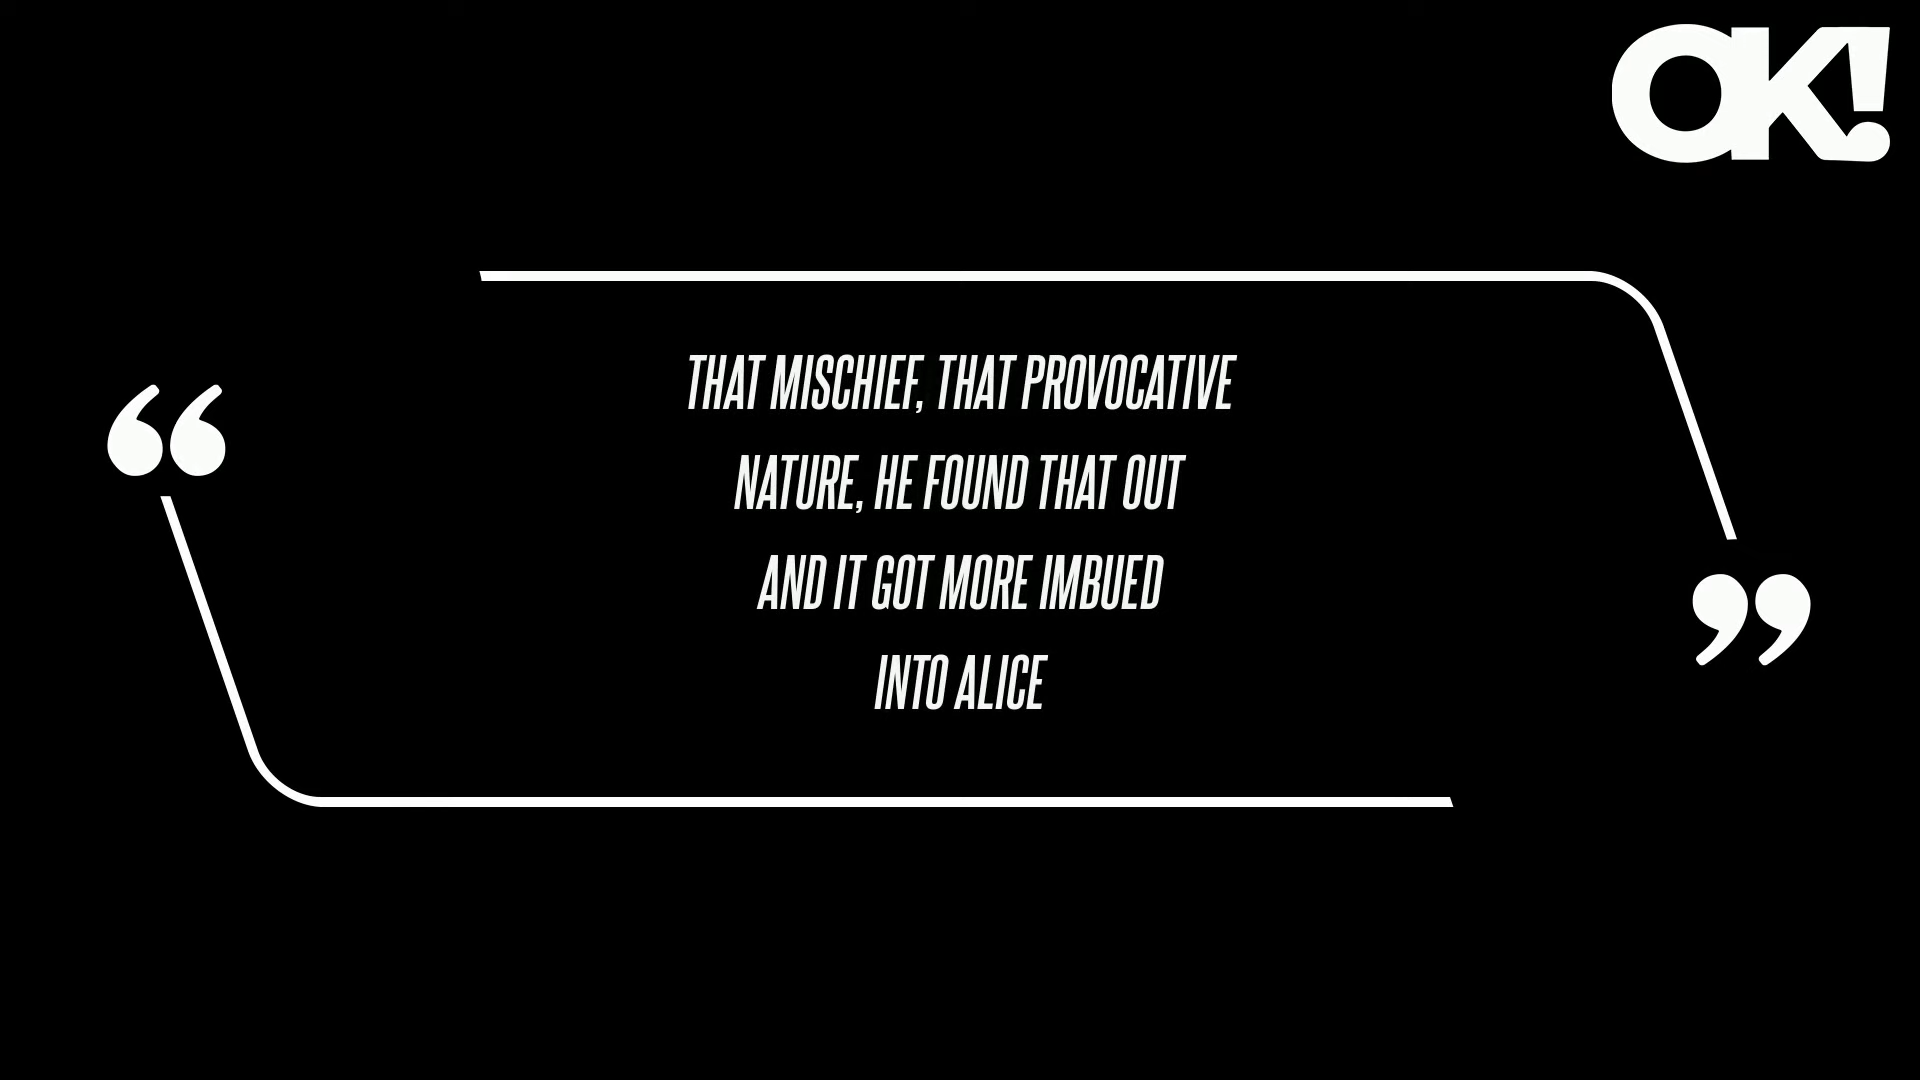 OK!
“
THAT MISCHIEF, THAT PROVOCATIVE
NATURE, HE FOUND THAT OUT
AND IT GOT MORE IMBUED
INTO ALICE
”